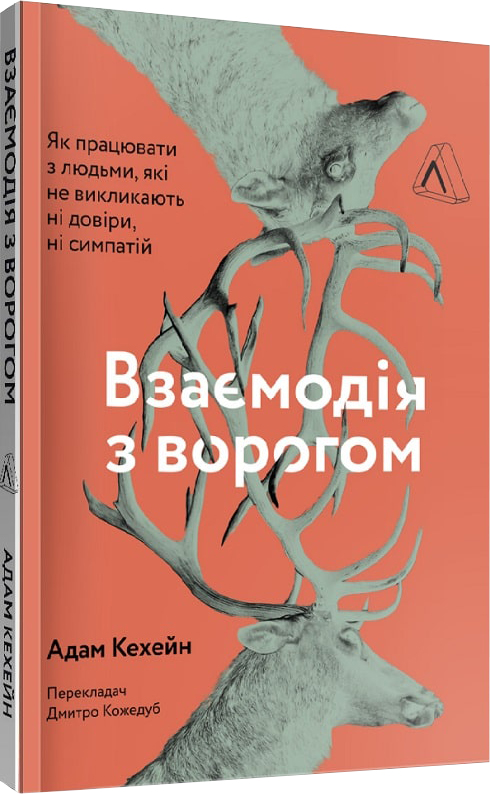 Як працювати
з людьми, які
не викликають
ні довіри,
ні симпатій
Взаємодія
з ворогом
Адам Кехейн
Перекладач
Дмитро Кожедуб
ВЗАЄМОДІЯ З ВОРОГОМ
АДАМ КЕХЕЙН